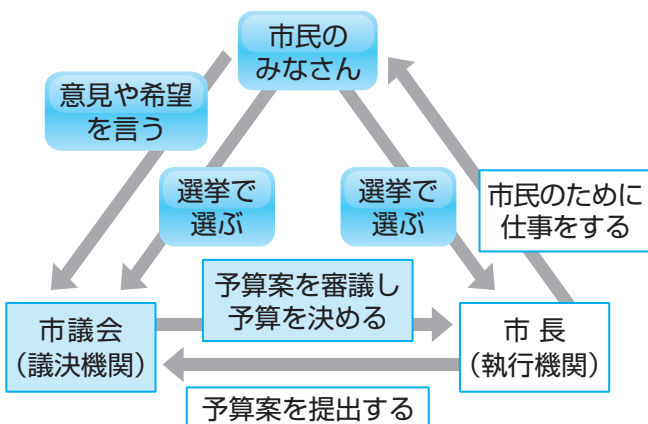 市民の
みなさん
意見や希望
を言う
選挙で
選ぶ
選挙で
選ぶ
市民のために
仕事をする
予算案を審議し
予算を決める
市議会
（議決機関）
市 長
（執行機関）
予算案を提出する